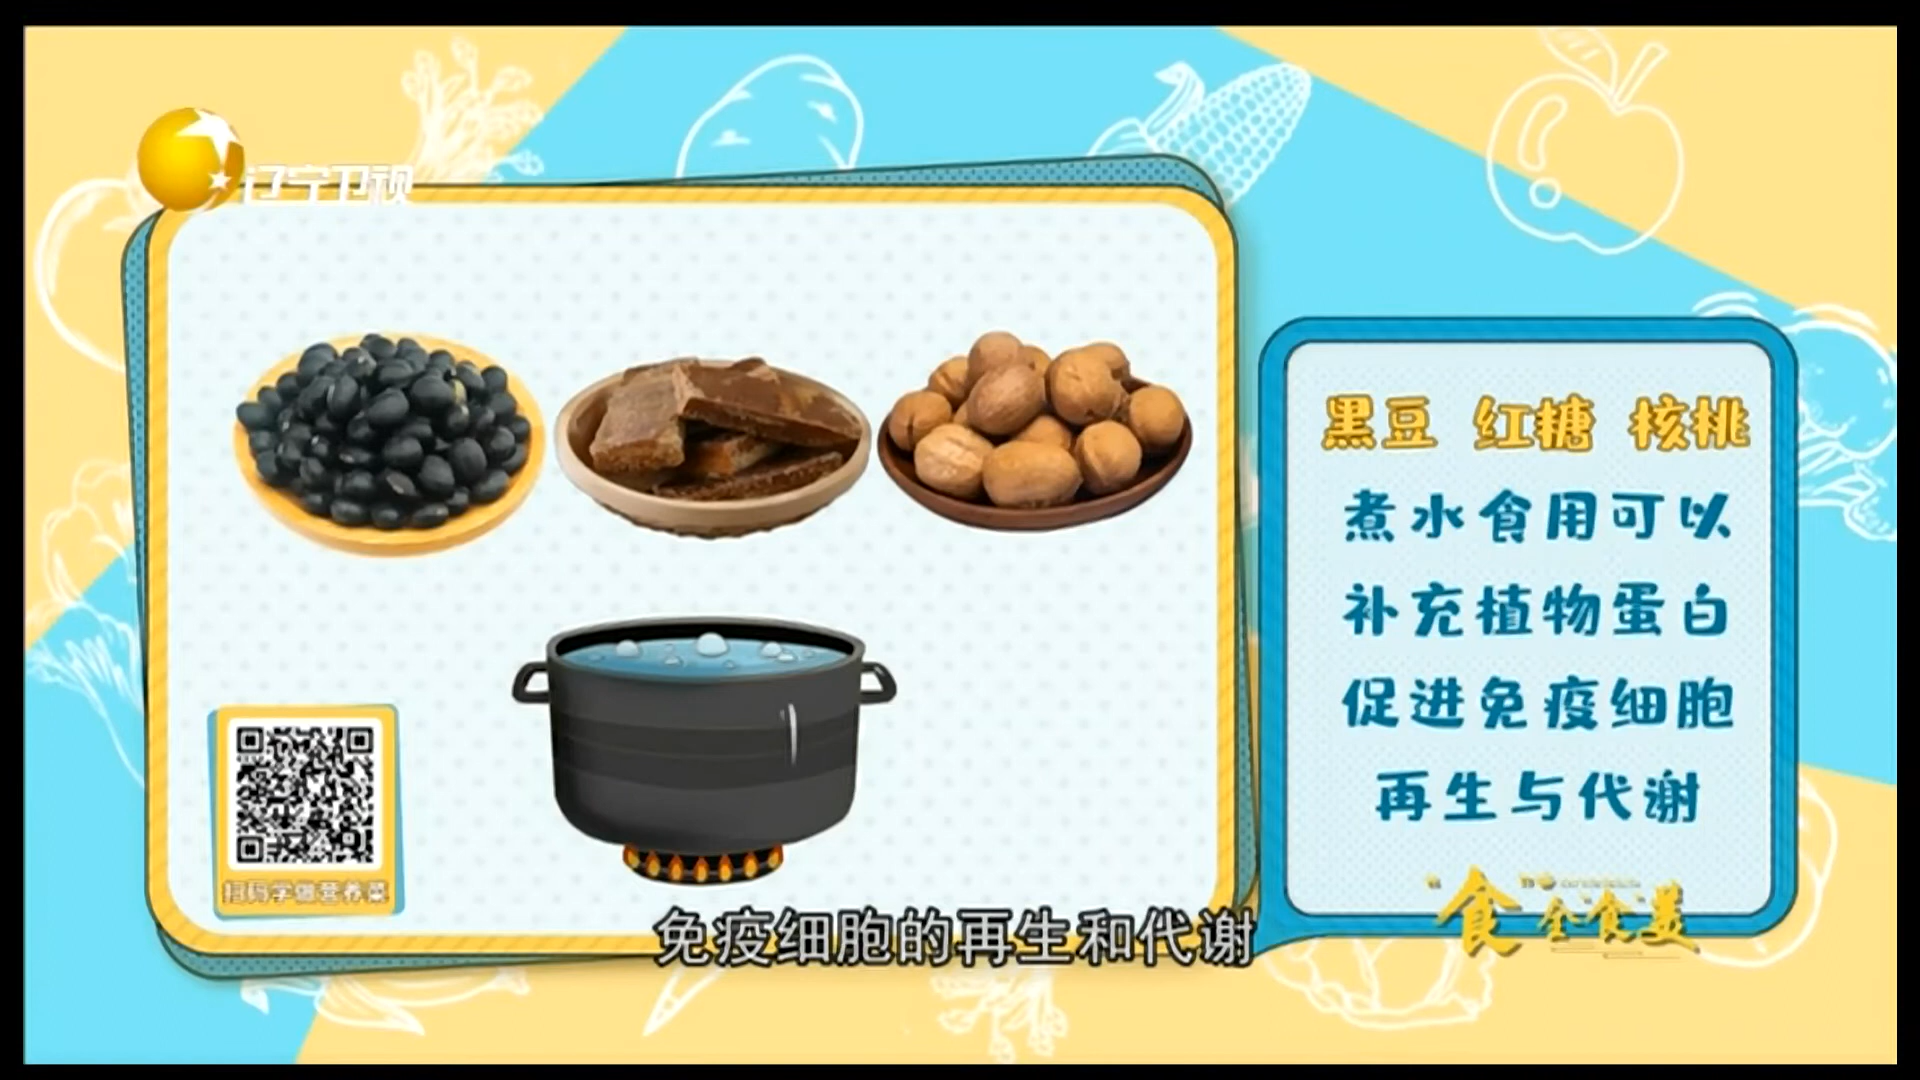 辽宁卫视
黑豆 红糖 核桃
煮水食用可以
补充植物蛋白
促进免疫细胞
再生与代谢
扫码学做营养菜
"食"全食美
免疫细胞的再生和代谢